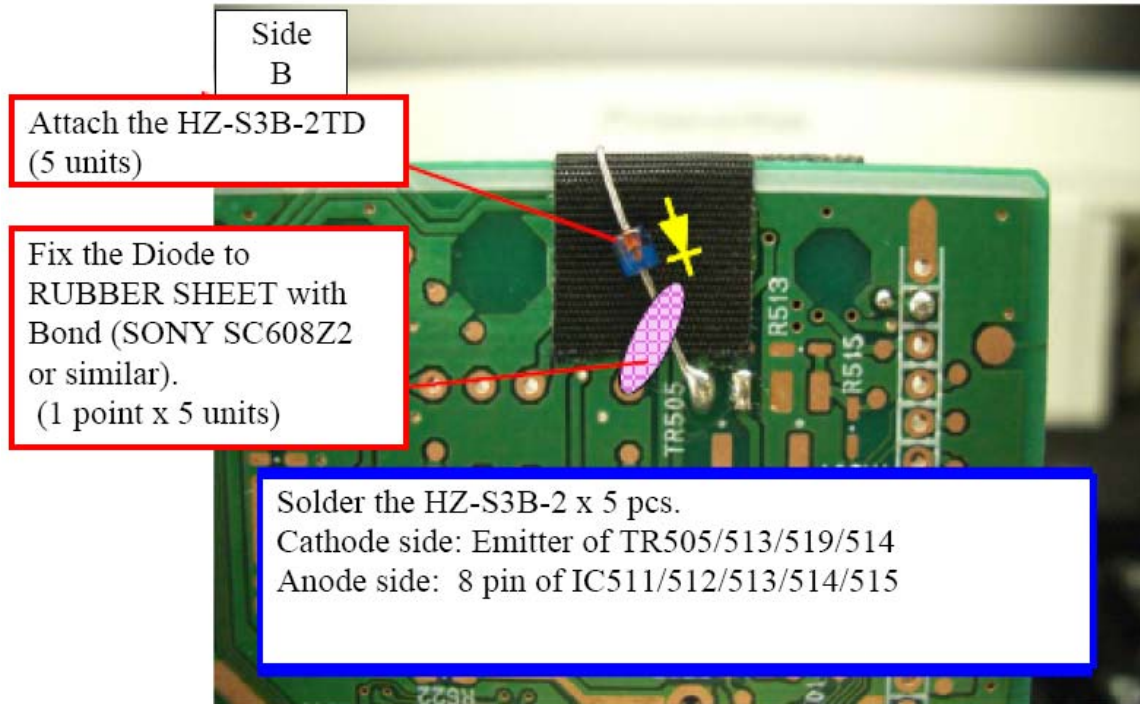 Side
B
Attach the HZ-S3B-2TD
(5 units)
Fix the Diode to
RUBBER SHEET with
Bond (SONY SC608Z2
or similar).
(1 point x 5 units)
R513
R515
TR505
Solder the HZ-S3B-2 x 5 pcs.
Cathode side: Emitter of TR505/513/519/514
Anode side: 8 pin of IC511/512/513/514/515
R622